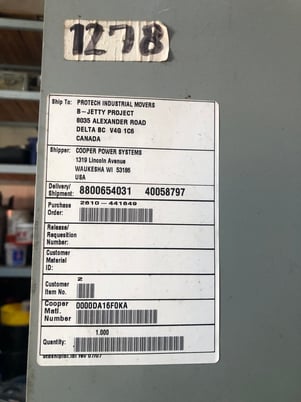 1278
Ship To: PROTECH INDUSTRIAL MOVERS
B-JETTY PROJECT
8035 ALEXANDER ROAD
DELTA BC V4G 1C6
CANADA
Shipper: COOPER POWER SYSTEMS
1319 Lincoln Avenue
WAUKESHA WI 53186
USA
Delivery/
Shipment: 8800654031 40058797
Purchase
Order: 2610-441649
Release/
Requesition
Number:
Customer
Material
ID:
Customer
Item No. 2
Cooper
Matl.
Number 0000DA16F0KA
Quantity: 1.000